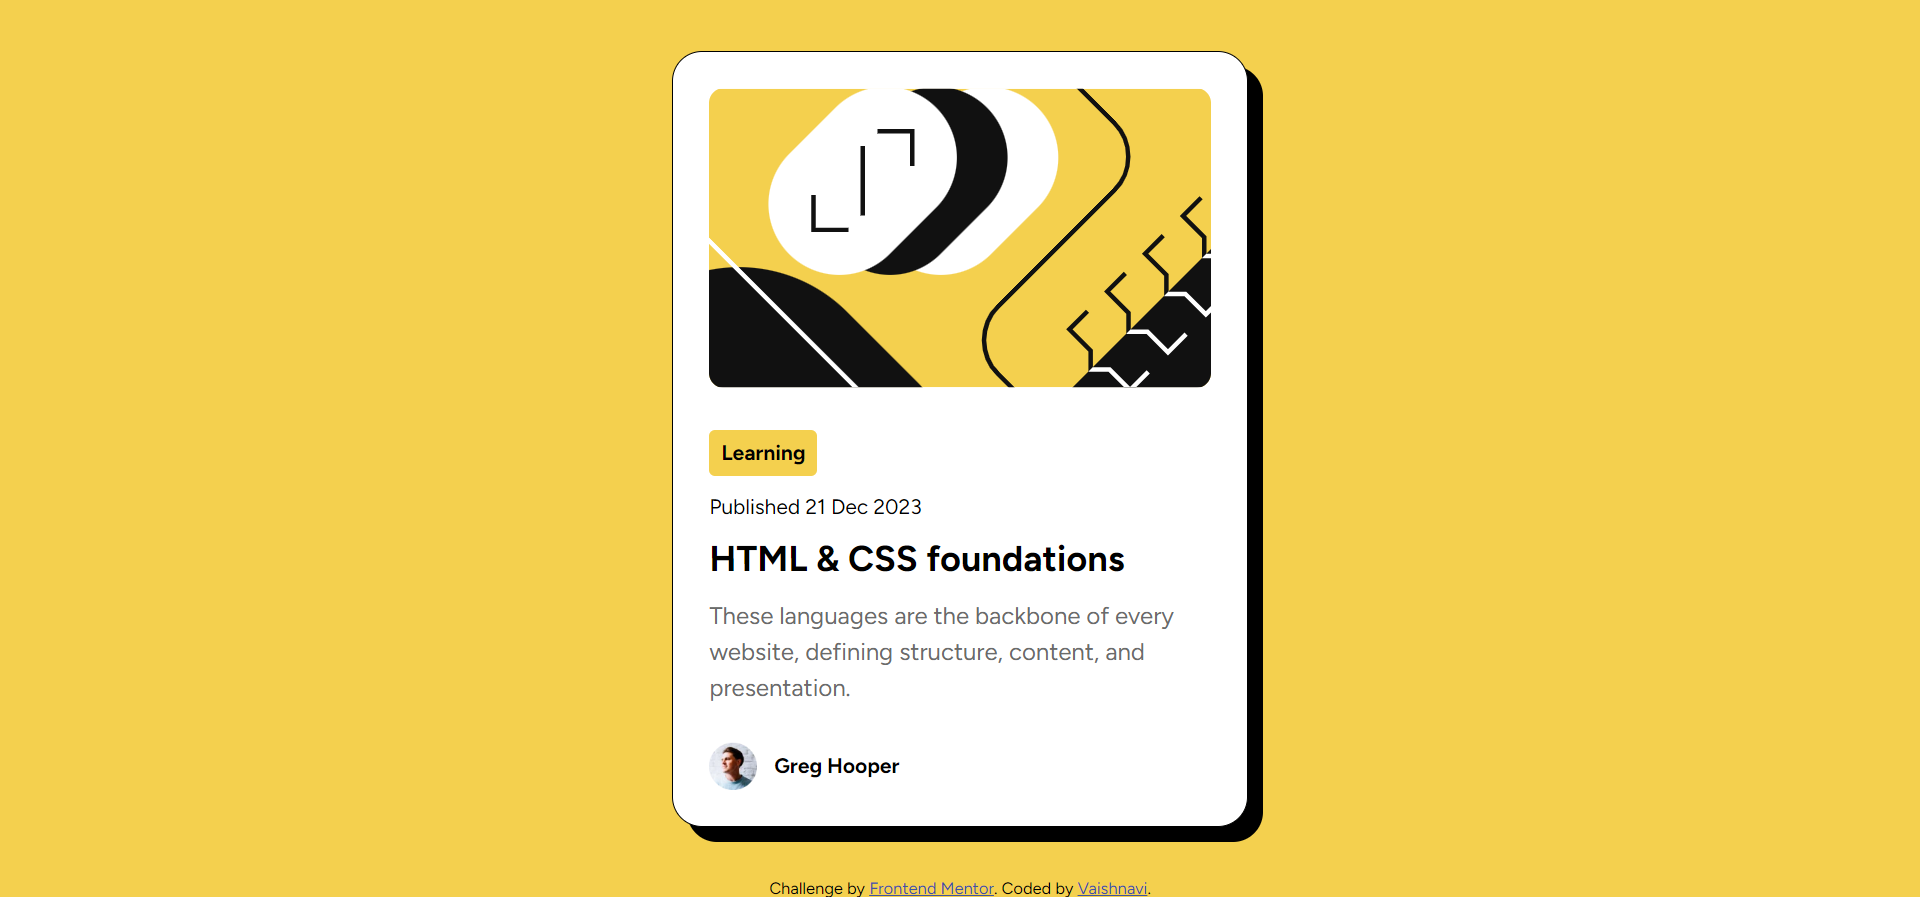 Learning
Published 21 Dec 2023
HTML & CSS foundations
These languages are the backbone of every
website, defining structure, content, and
presentation.
Greg Hooper
Challenge by Frontend Mentor. Coded by Vaishnavi.